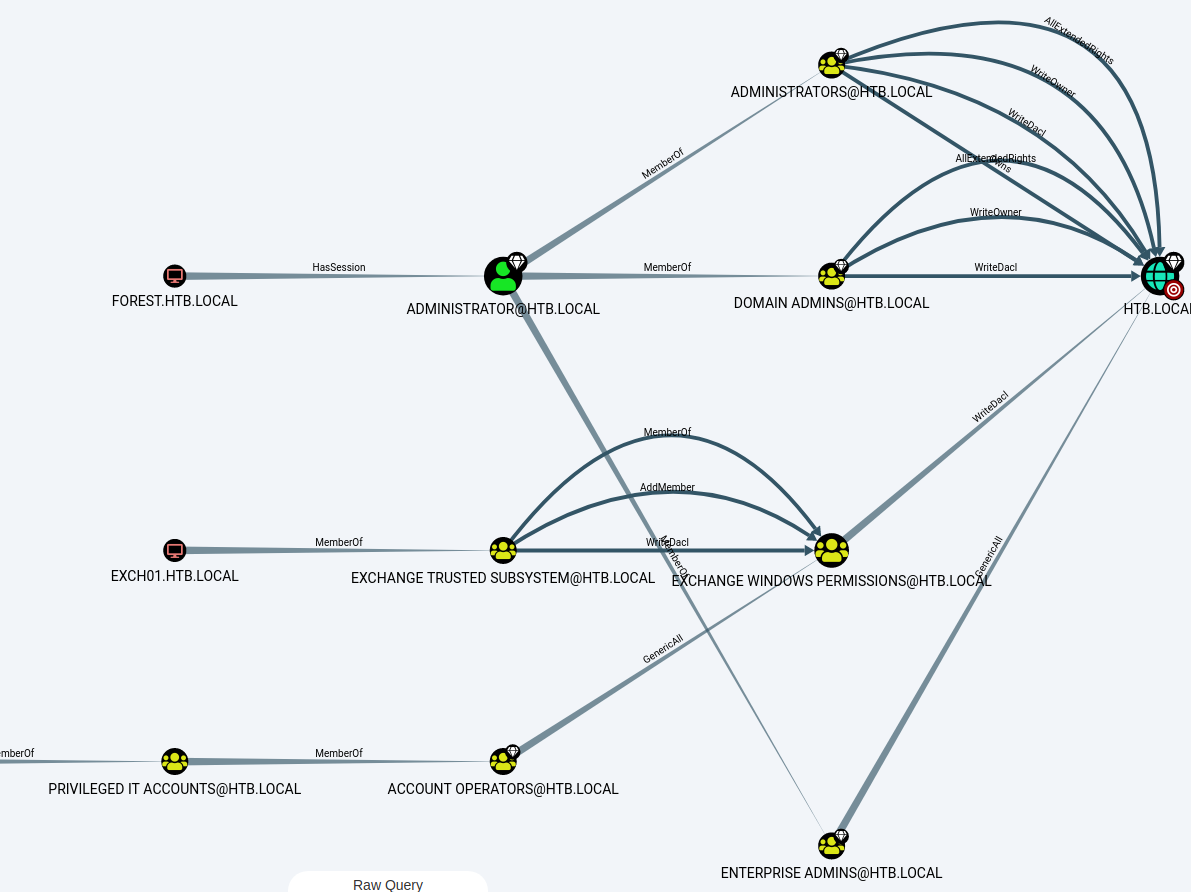 AllExtendedRights
WriteOwner
ADMINISTRATORS@HTB.LOCAL
WriteDacl
MemberOf
AllExtendedRights
Owns
WriteOwner
HasSession
MemberOf
WriteDacl
FOREST.HTB.LOCAL
ADMINISTRATOR@HTB.LOCAL
DOMAIN ADMINS@HTB.LOCAL
HTB.LOCAL
WriteDacl
MemberOf
AddMember
MemberOf
WriteDacl
MemberOf
GenericAll
EXCH01.HTB.LOCAL
EXCHANGE TRUSTED SUBSYSTEM@HTB.LOCAL
EXCHANGE WINDOWS PERMISSIONS@HTB.LOCAL
GenericAll
emberOf
MemberOf
PRIVILEGED IT ACCOUNTS@HTB.LOCAL
ACCOUNT OPERATORS@HTB.LOCAL
ENTERPRISE ADMINS@HTB.LOCAL
Raw Query